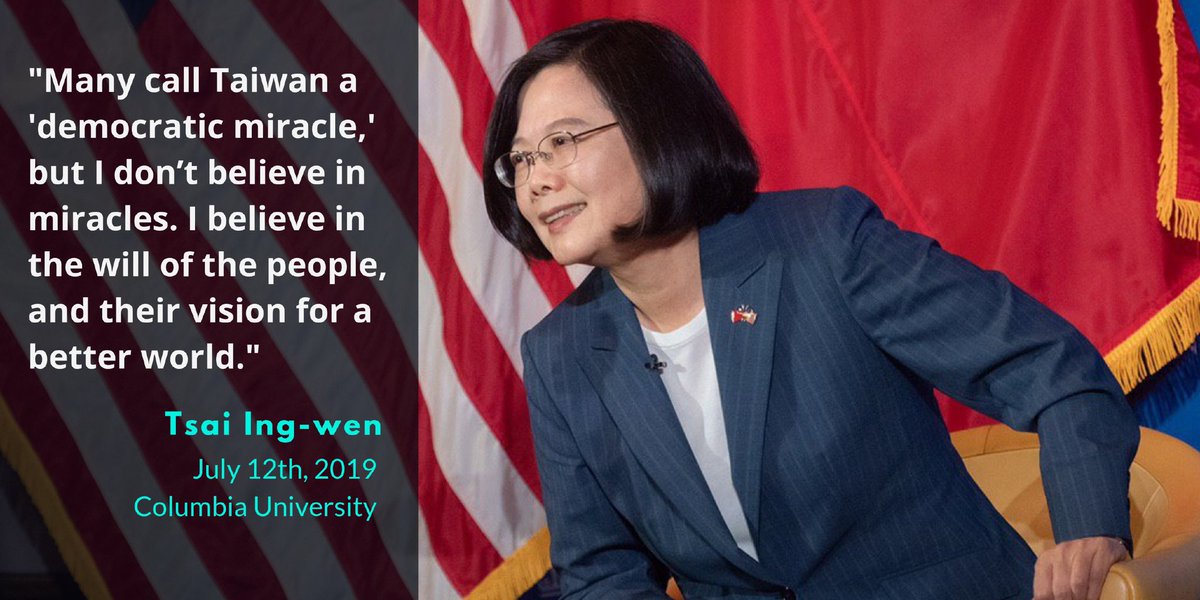 "Many call Taiwan a
'democratic miracle,'
but I don’t believe in
miracles. I believe in
the will of the people,
and their vision for a
better world."
Tsai Ing-wen
July 12th, 2019
Columbia University